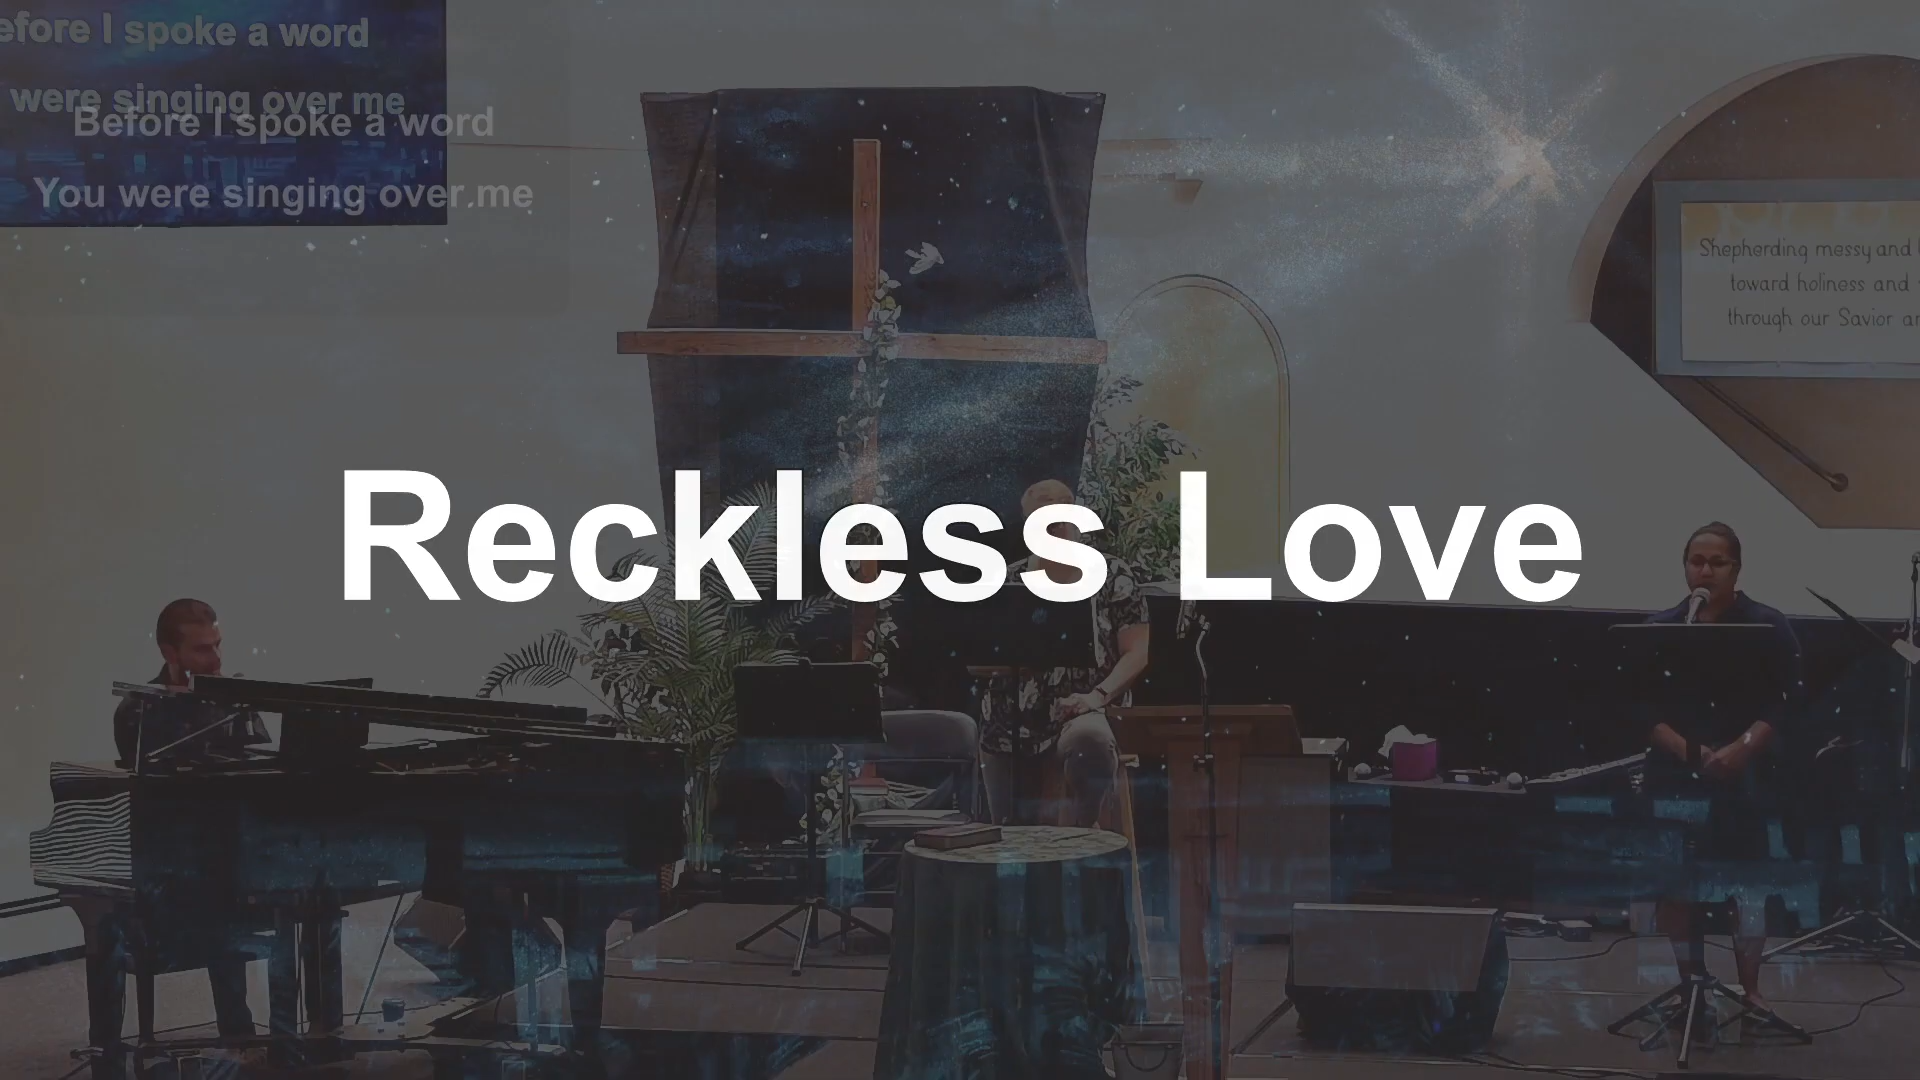 efore I spoke a word
were singing over me
Before I spoke a word
You were singing over me
Shepherding messy and
toward holiness and
through our Savior
Reckless Love